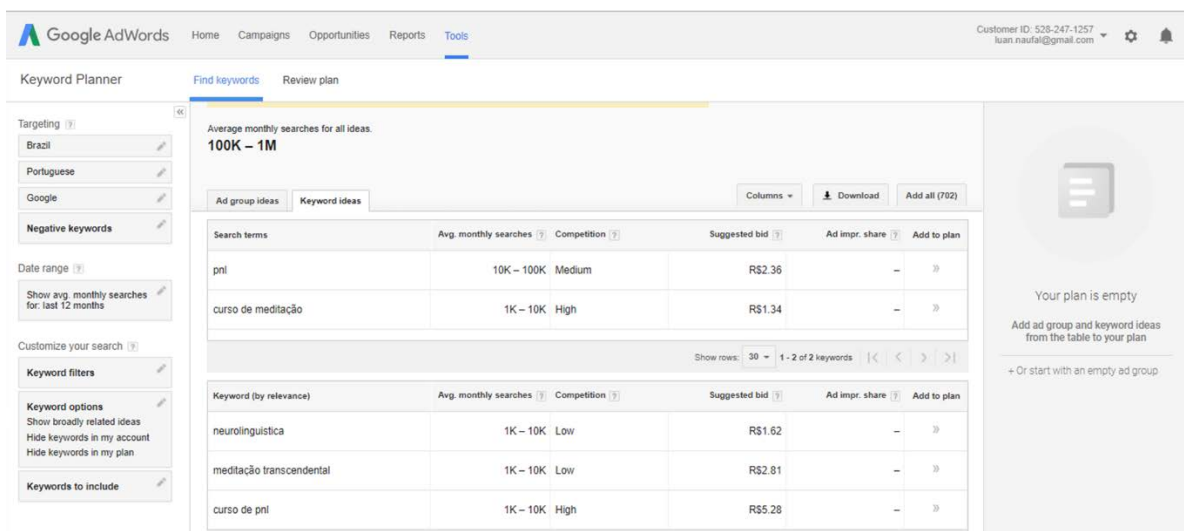 Google AdWords Home Campaigns Opportunities Reports Tools
Customer ID: 528-247-1257
luan.naufal@gmail.com
Keyword Planner
Find keywords Review plan
Targeting ?
Brazil
Portuguese
Google
Negative keywords
Date range ?
Show avg. monthly searches
for: last 12 months
Customize your search ?
Keyword filters
Keyword options
Show broadly related ideas
Hide keywords in my account
Hide keywords in my plan
Keywords to include
Average monthly searches for all ideas.
100K – 1M
Ad group ideas Keyword ideas
Columns Download Add all (702)
Search terms Avg. monthly searches ? Competition ? Suggested bid ? Ad impr. share ? Add to plan
pnl 10K – 100K Medium R$2.36 – »
curso de meditação 1K – 10K High R$1.34 – »
Show rows: 30 1 - 2 of 2 keywords |< < > >|
Keyword (by relevance) Avg. monthly searches ? Competition ? Suggested bid ? Ad impr. share ? Add to plan
neurolinguistica 1K – 10K Low R$1.62 – »
meditação transcendental 1K – 10K Low R$2.81 – »
curso de pnl 1K – 10K High R$5.28 – »
Your plan is empty
Add ad group and keyword ideas
from the table to your plan
+ Or start with an empty ad group